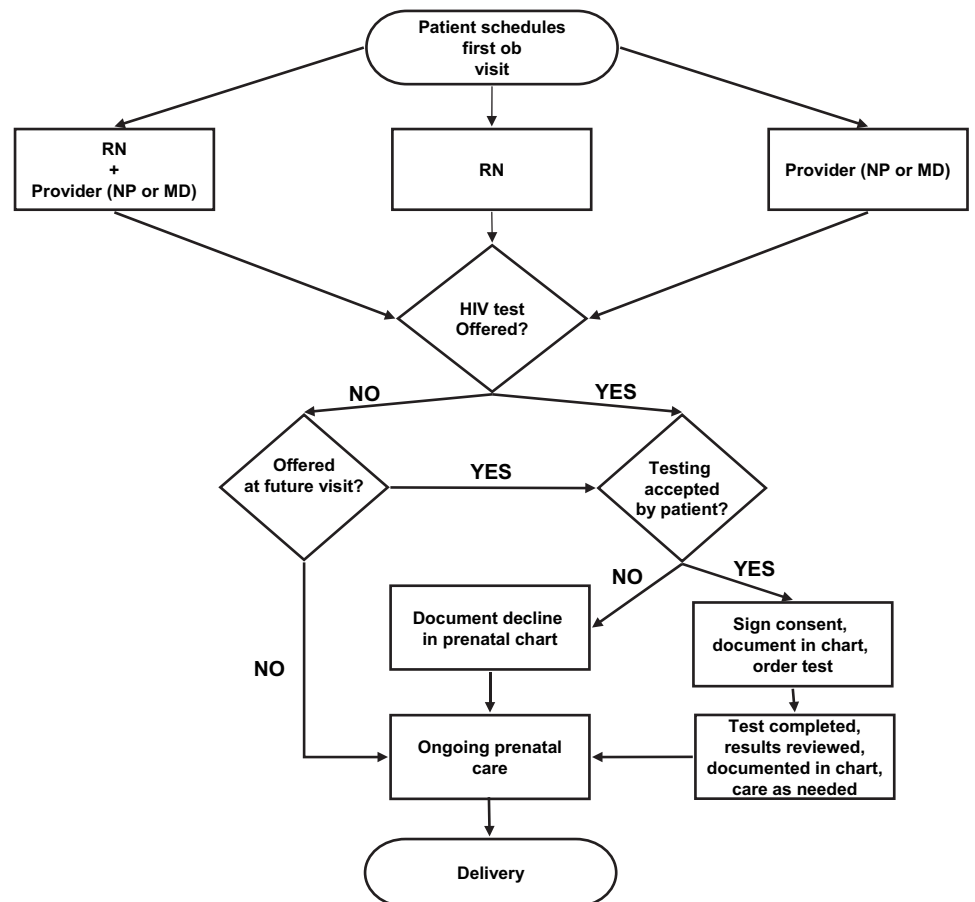 Patient schedules
first ob
visit
RN
+
Provider (NP or MD)
RN
Provider (NP or MD)
HIV test
Offered?
NO
YES
Offered
at future visit?
YES
Testing
accepted
by patient?
NO
YES
Document decline
in prenatal chart
Sign consent,
document in chart,
order test
NO
Ongoing prenatal
care
Test completed,
results reviewed,
documented in chart,
care as needed
Delivery